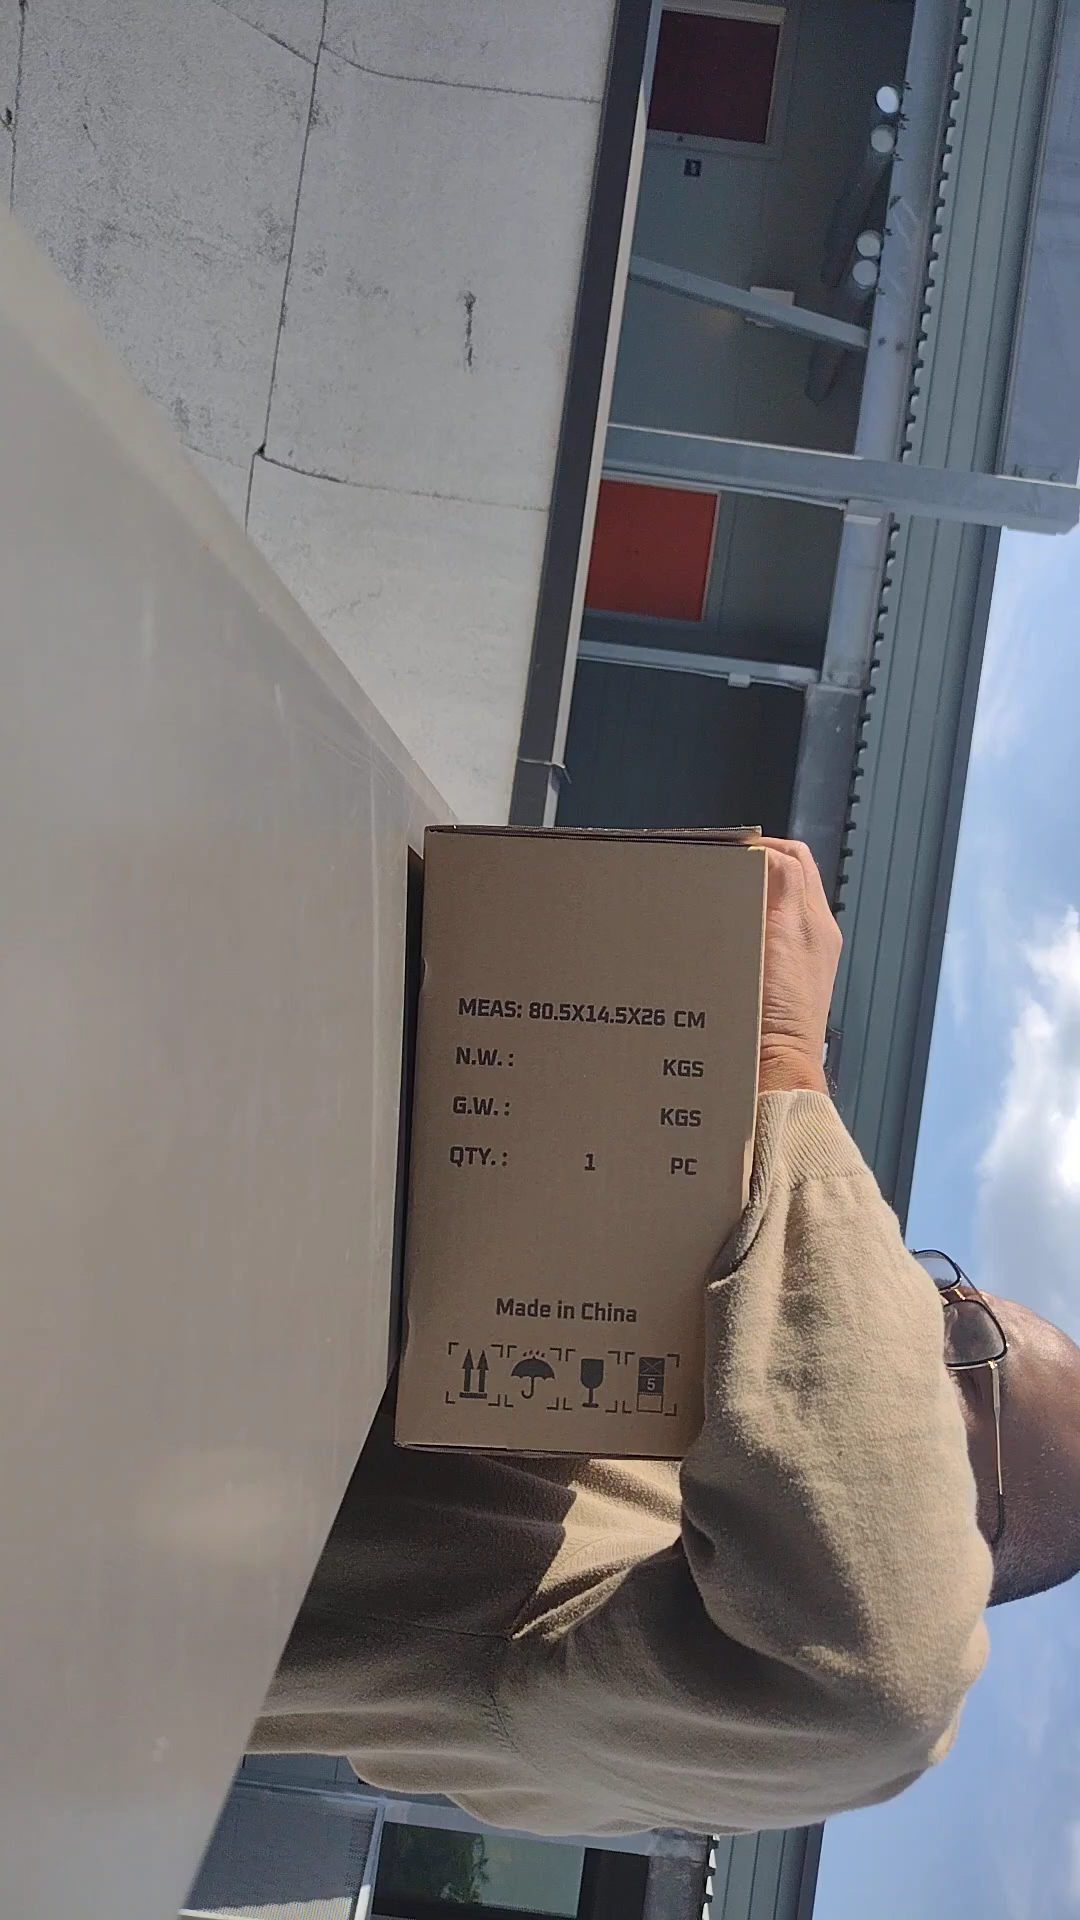 MEAS: 80.5X14.5X26 CM
N.W. : KGS
G.W. : KGS
QTY. : 1 PC
Made in China
5